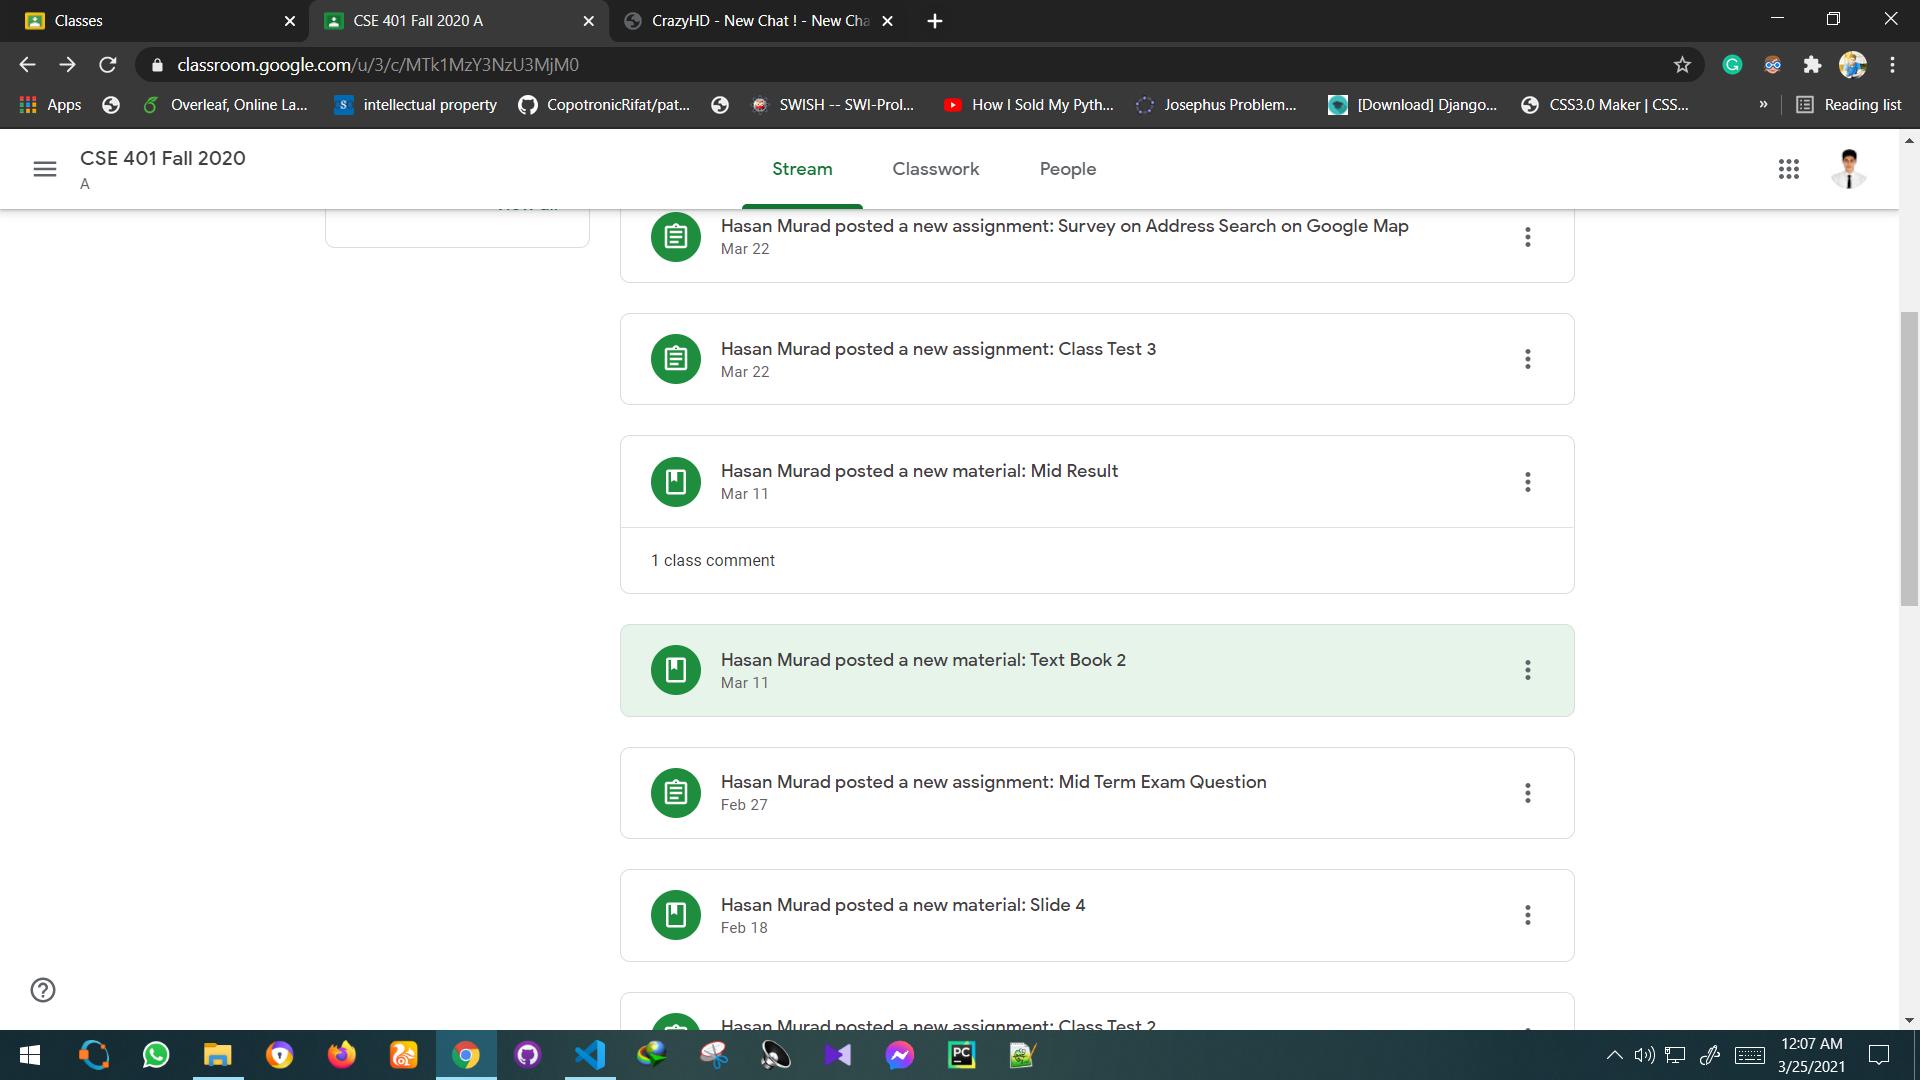 Classes
CSE 401 Fall 2020 A
CrazyHD - New Chat ! - New Cha
classroom.google.com/u/3/c/MTk1MzY3NzU3MjM0
Apps
Overleaf, Online La...
intellectual property
CopotronicRifat/pat...
SWISH -- SWI-Prol...
How I Sold My Pyth...
Josephus Problem...
[Download] Django...
CSS3.0 Maker | CSS...
»
Reading list
CSE 401 Fall 2020
A
Stream
Classwork
People
Hasan Murad posted a new assignment: Survey on Address Search on Google Map
Mar 22
Hasan Murad posted a new assignment: Class Test 3
Mar 22
Hasan Murad posted a new material: Mid Result
Mar 11
1 class comment
Hasan Murad posted a new material: Text Book 2
Mar 11
Hasan Murad posted a new assignment: Mid Term Exam Question
Feb 27
Hasan Murad posted a new material: Slide 4
Feb 18
Hasan Murad posted a new assignment: Class Test 2
PC
12:07 AM
3/25/2021